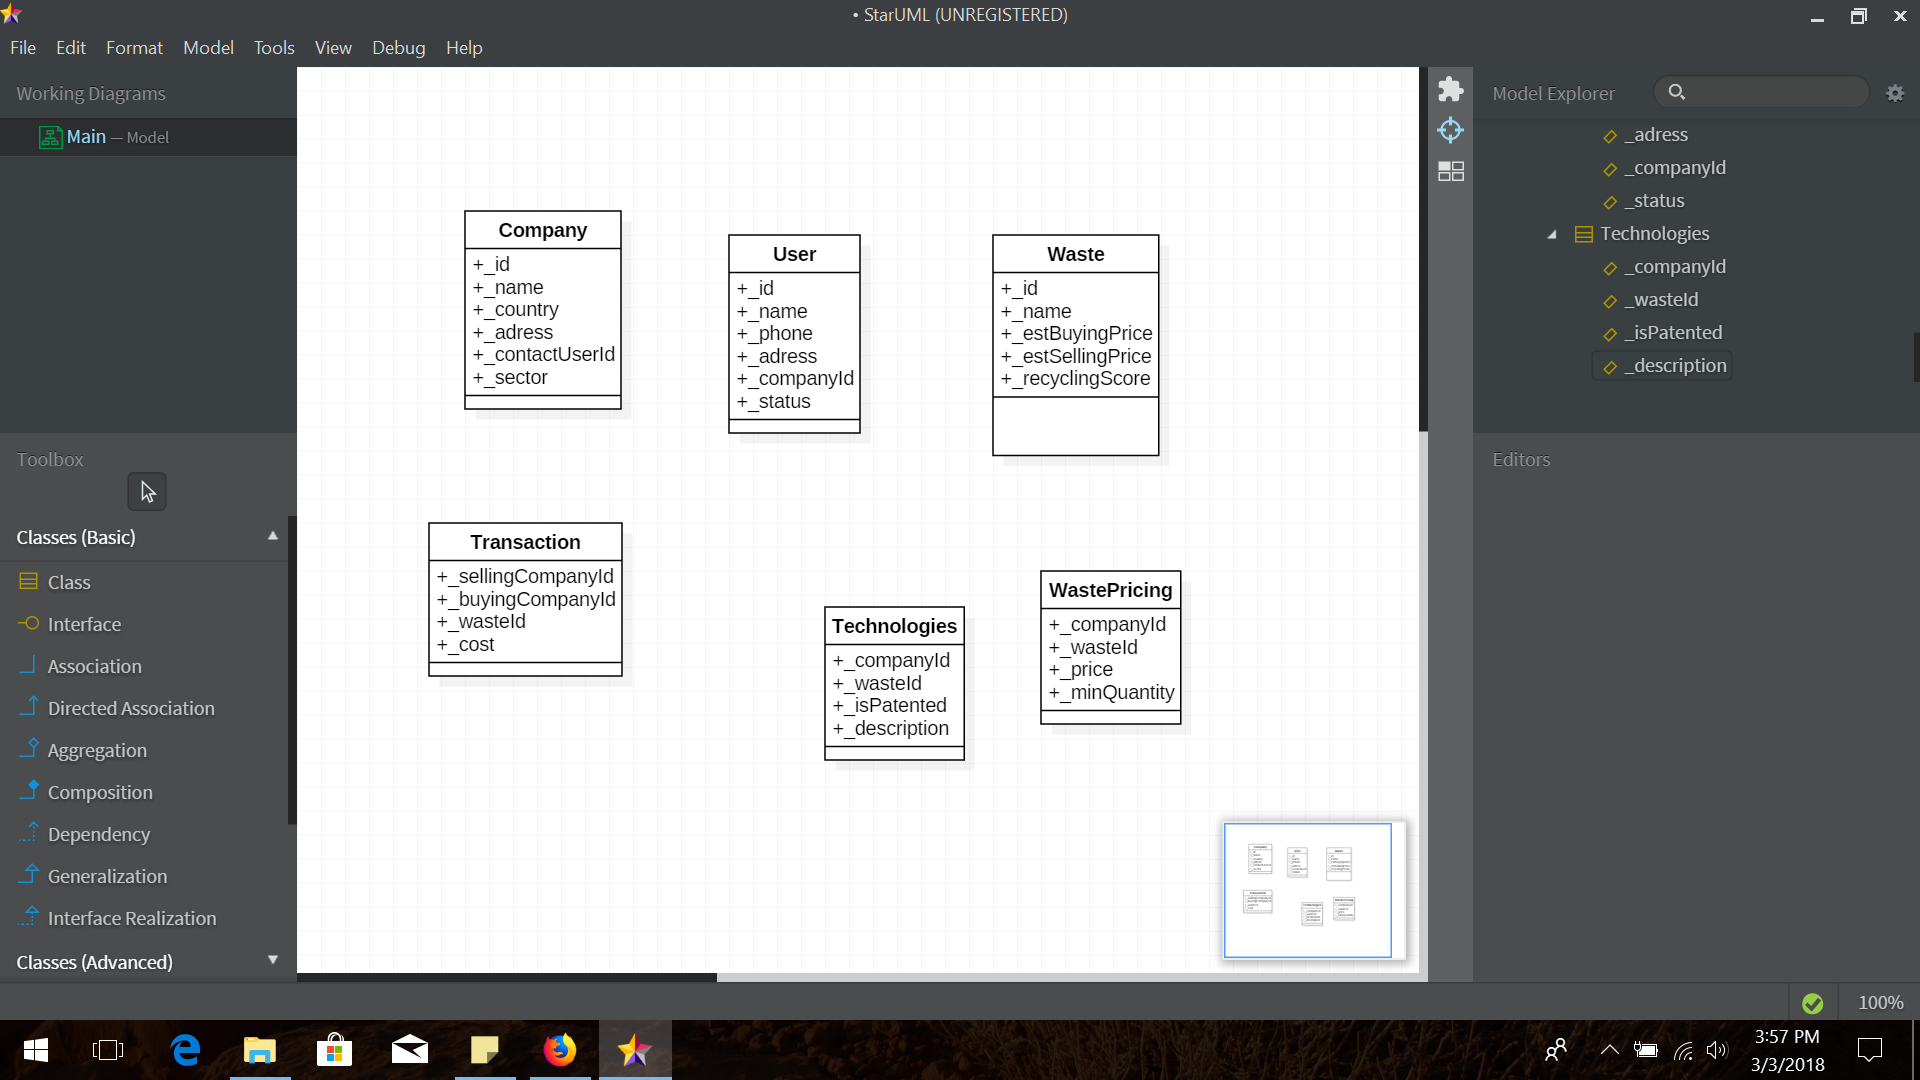 • StarUML (UNREGISTERED)
File Edit Format Model Tools View Debug Help
Working Diagrams
Main — Model
Toolbox
Classes (Basic)
Class
Interface
Association
Directed Association
Aggregation
Composition
Dependency
Generalization
Interface Realization
Classes (Advanced)
Company
+_id
+_name
+_country
+_adress
+_contactUserId
+_sector
User
+_id
+_name
+_phone
+_adress
+_companyId
+_status
Waste
+_id
+_name
+_estBuyingPrice
+_estSellingPrice
+_recyclingScore
Transaction
+_sellingCompanyId
+_buyingCompanyId
+_wasteId
+_cost
Technologies
+_companyId
+_wasteId
+_isPatented
+_description
WastePricing
+_companyId
+_wasteId
+_price
+_minQuantity
Model Explorer
_adress
_companyId
_status
Technologies
_companyId
_wasteId
_isPatented
_description
Editors
100%
3:57 PM
3/3/2018